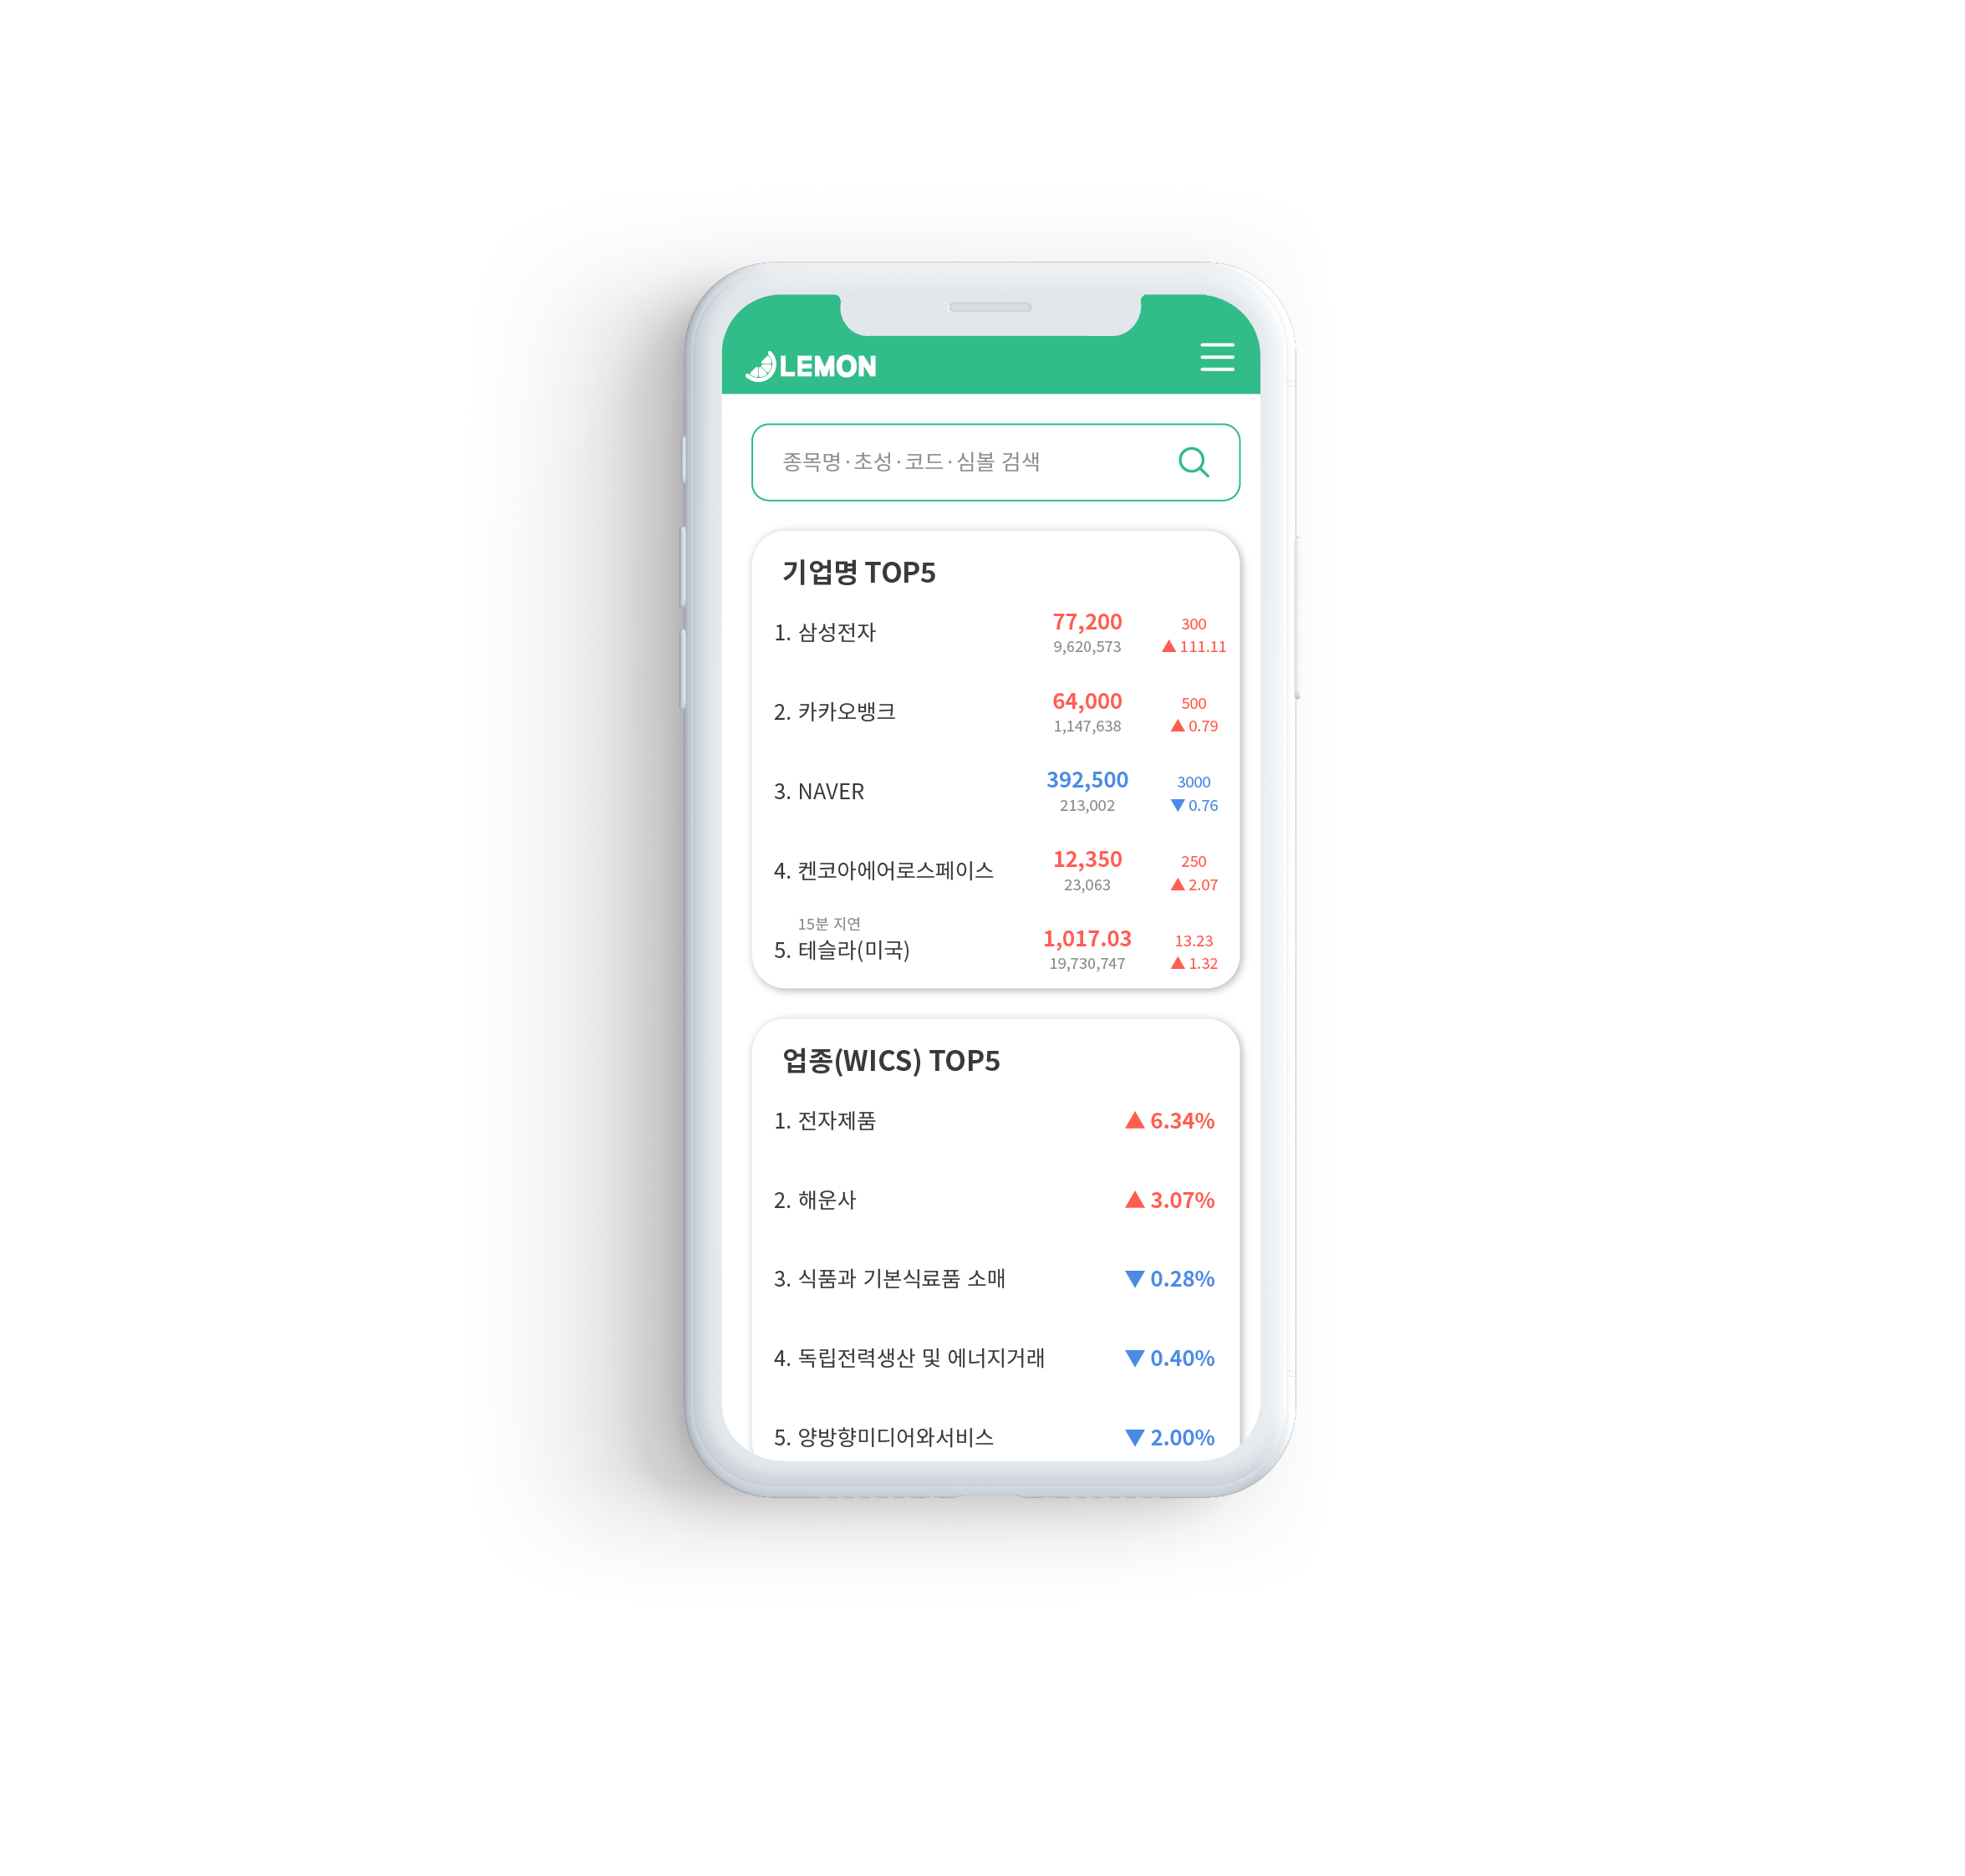 LEMON
종목명·초성·코드·심볼 검색
기업명 TOP5
1. 삼성전자 77,200 300
9,620,573 ▲ 111.11
2. 카카오뱅크 64,000 500
1,147,638 ▲ 0.79
3. NAVER 392,500 3000
213,002 ▼ 0.76
4. 켄코아에어로스페이스 12,350 250
23,063 ▲ 2.07
15분 지연
5. 테슬라(미국) 1,017.03 13.23
19,730,747 ▲ 1.32
업종(WICS) TOP5
1. 전자제품 ▲ 6.34%
2. 해운사 ▲ 3.07%
3. 식품과 기본식료품 소매 ▼ 0.28%
4. 독립전력생산 및 에너지거래 ▼ 0.40%
5. 양방향미디어와서비스 ▼ 2.00%